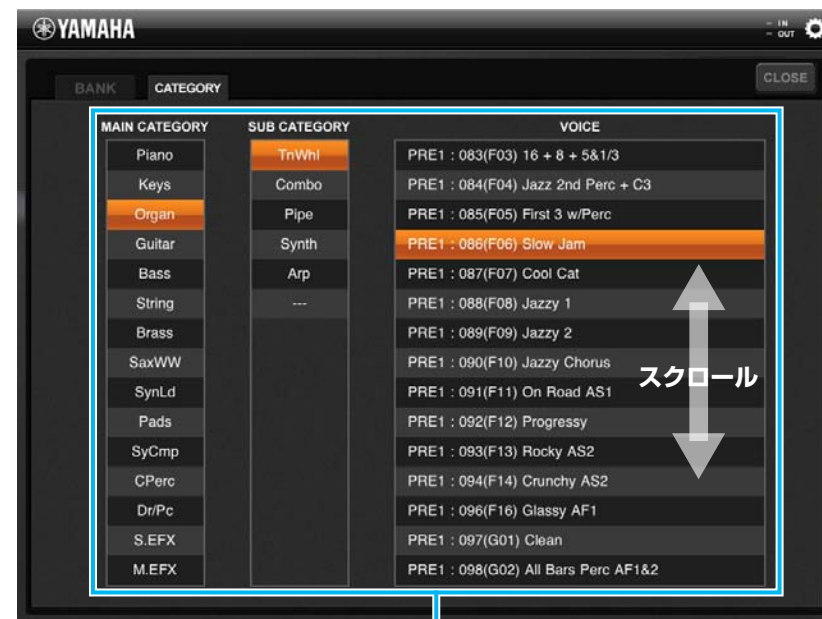 YAMAHA
IN
OUT
BANK
CATEGORY
CLOSE
MAIN CATEGORY
SUB CATEGORY
VOICE
Piano
Keys
Organ
Guitar
Bass
String
Brass
SaxWW
SynLd
Pads
SyCmp
CPerc
Dr/Pc
S.EFX
M.EFX
TnWhl
Combo
Pipe
Synth
Arp
---
PRE1 : 083(F03) 16 + 8 + 5&1/3
PRE1 : 084(F04) Jazz 2nd Perc + C3
PRE1 : 085(F05) First 3 w/Perc
PRE1 : 086(F06) Slow Jam
PRE1 : 087(F07) Cool Cat
PRE1 : 088(F08) Jazzy 1
PRE1 : 089(F09) Jazzy 2
PRE1 : 090(F10) Jazzy Chorus
PRE1 : 091(F11) On Road AS1
PRE1 : 092(F12) Progressy
PRE1 : 093(F13) Rocky AS2
PRE1 : 094(F14) Crunchy AS2
PRE1 : 096(F16) Glassy AF1
PRE1 : 097(G01) Clean
PRE1 : 098(G02) All Bars Perc AF1&2
スクロール